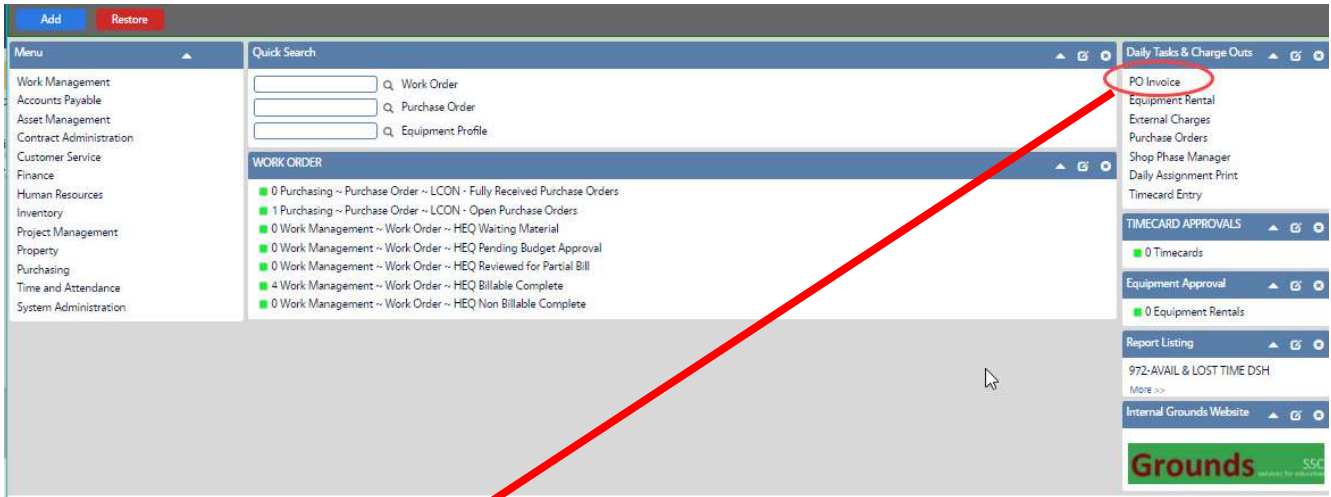 Add Restore
Menu
Work Management
Accounts Payable
Asset Management
Contract Administration
Customer Service
Finance
Human Resources
Inventory
Project Management
Property
Purchasing
Time and Attendance
System Administration
Quick Search
Work Order
Purchase Order
Equipment Profile
WORK ORDER
0 Purchasing ~ Purchase Order ~ LCON - Fully Received Purchase Orders
1 Purchasing ~ Purchase Order ~ LCON - Open Purchase Orders
0 Work Management ~ Work Order ~ HEQ Waiting Material
0 Work Management ~ Work Order ~ HEQ Pending Budget Approval
0 Work Management ~ Work Order ~ HEQ Reviewed for Partial Bill
4 Work Management ~ Work Order ~ HEQ Billable Complete
0 Work Management ~ Work Order ~ HEQ Non Billable Complete
Daily Tasks & Charge Outs
PO Invoice
Equipment Rental
External Charges
Purchase Orders
Shop Phase Manager
Daily Assignment Print
Timecard Entry
TIMECARD APPROVALS
0 Timecards
Equipment Approval
0 Equipment Rentals
Report Listing
972-AVAIL & LOST TIME DSH
More >>
Internal Grounds Website
Grounds SSC
services for education